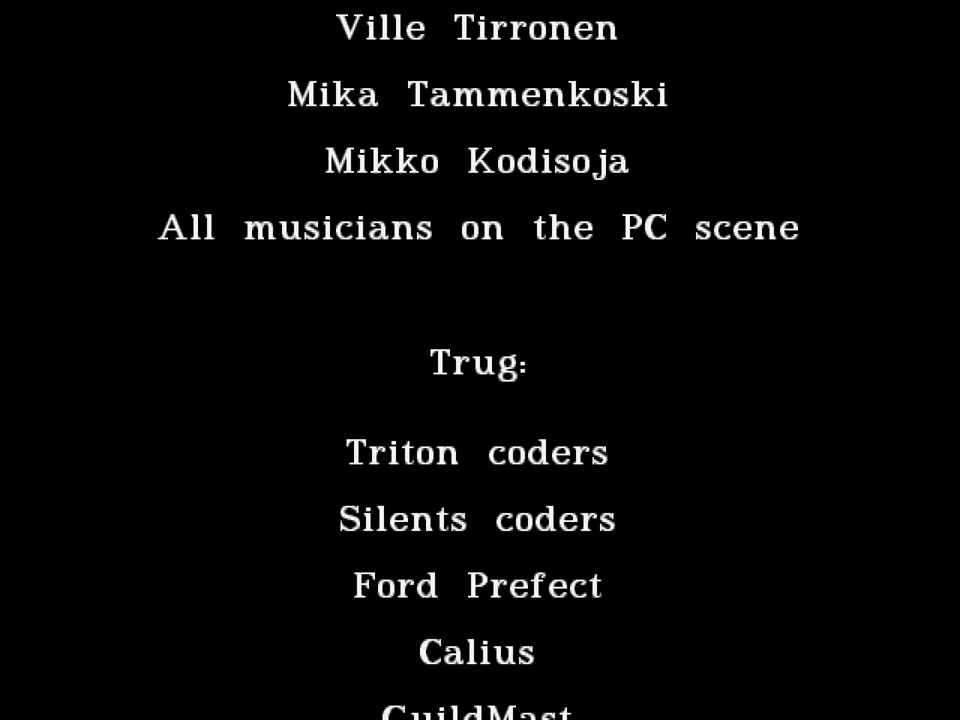 Ville Tirronen
Mika Tammenkoski
Mikko Kodisoja
All musicians on the PC scene
Trug:
Triton coders
Silents coders
Ford Prefect
Calius
GuildMast